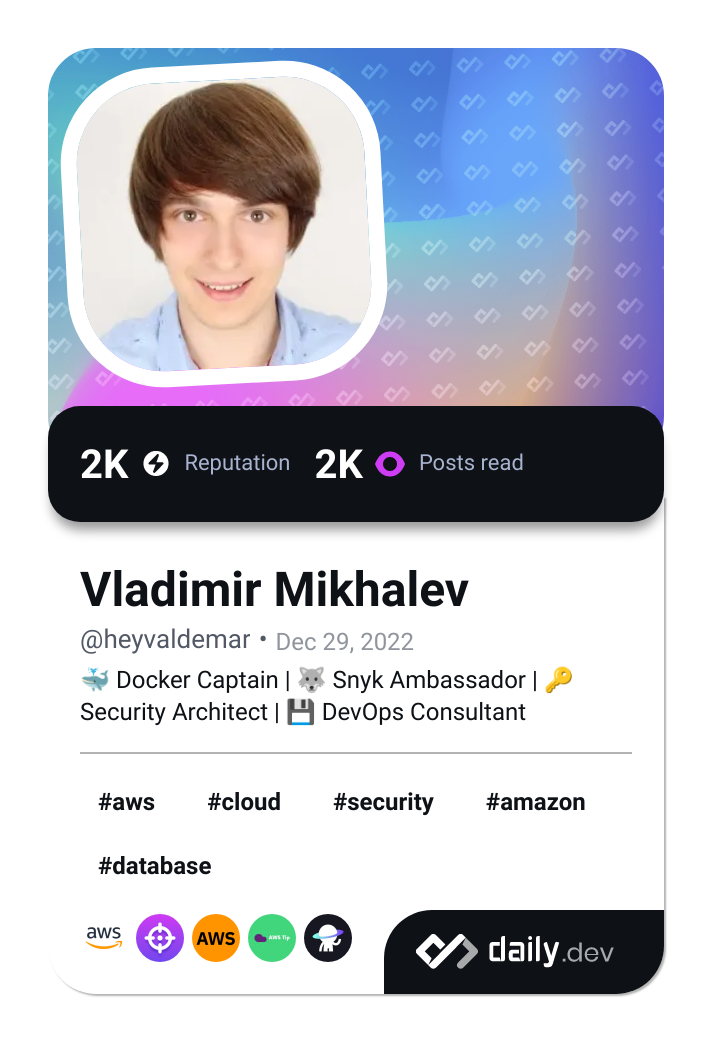 2K Reputation 2K Posts read
Vladimir Mikhalev
@heyvaldemar • Dec 29, 2022
🐳 Docker Captain | 🐺 Snyk Ambassador | 🔑
Security Architect | 💾 DevOps Consultant
#aws #cloud #security #amazon
#database
aws AWS AWS Tip
daily.dev